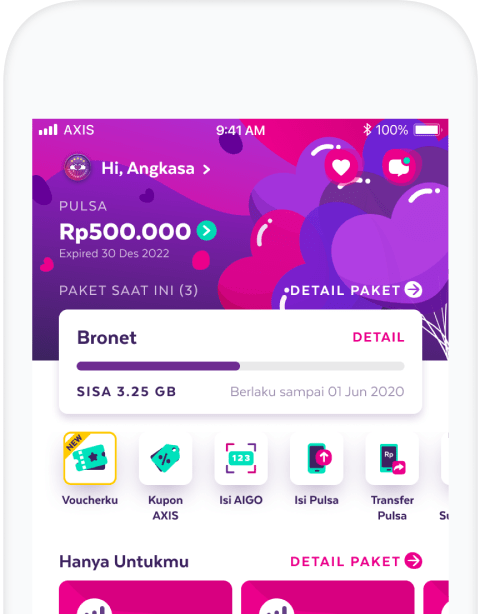 AXIS 9:41 AM 100%
Hi, Angkasa
PULSA
Rp500.000
Expired 30 Des 2022
PAKET SAAT INI (3) DETAIL PAKET
Bronet DETAIL
SISA 3.25 GB Berlaku sampai 01 Jun 2020
NEW 123 Rp
Voucherku Kupon Isi AIGO Isi Pulsa Transfer
AXIS Pulsa
Hanya Untukmu DETAIL PAKET